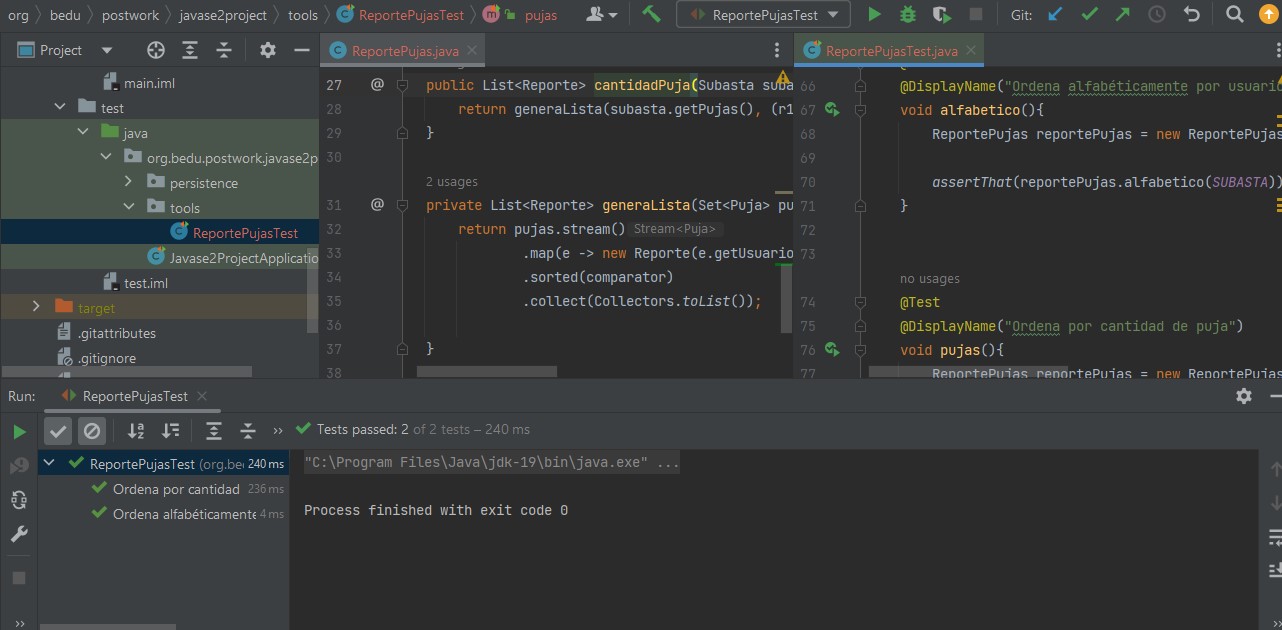 org bedu postwork javase2project tools ReportePujasTest pujas ReportePujasTest Git:
Project
main.iml
test
java
org.bedu.postwork.javase2p
persistence
tools
ReportePujasTest
Javase2ProjectApplicatio
test.iml
target
.gitattributes
.gitignore
ReportePujas.java
27 @ public List<Reporte> cantidadPuja(Subasta suba
28 return generaLista(subasta.getPujas(), (r1
29 }
30
2 usages
31 @ private List<Reporte> generaLista(Set<Puja> pu
32 return pujas.stream() Stream<Puja>
33 .map(e -> new Reporte(e.getUsuario
34 .sorted(comparator)
35 .collect(Collectors.toList());
36
37 }
38
ReportePujasTest.java
66 @DisplayName("Ordena alfabéticamente por usuario
67 void alfabetico(){
68 ReportePujas reportePujas = new ReportePujas
69
70 assertThat(reportePujas.alfabetico(SUBASTA))
71 }
72
73
no usages
74 @Test
75 @DisplayName("Ordena por cantidad de puja")
76 void pujas(){
77 ReportePujas reportePujas = new ReportePujas
Run: ReportePujasTest
Tests passed: 2 of 2 tests – 240 ms
ReportePujasTest (org.be 240 ms
Ordena por cantidad 236 ms
Ordena alfabéticamente 4 ms
"C:\Program Files\Java\jdk-19\bin\java.exe" ...
Process finished with exit code 0